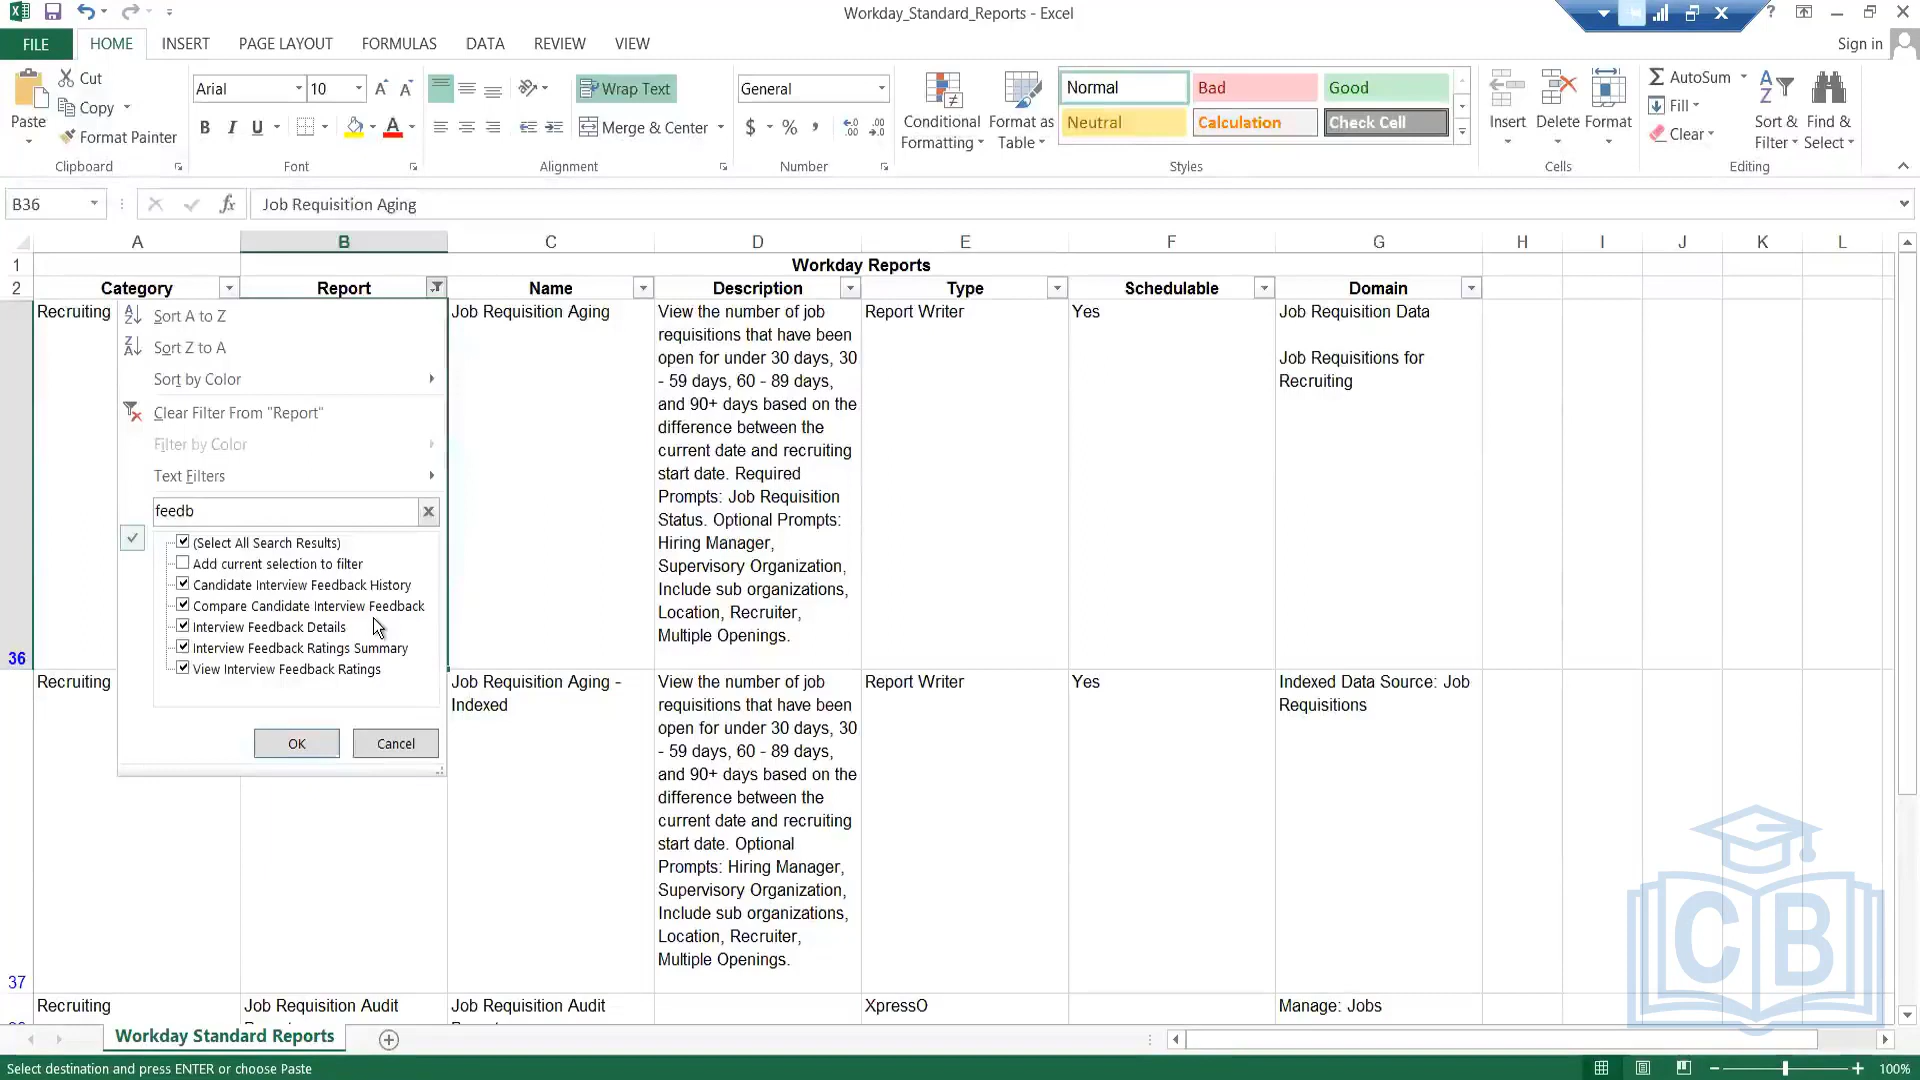 Workday_Standard_Reports - Excel
?
FILE
HOME
INSERT
PAGE LAYOUT
FORMULAS
DATA
REVIEW
VIEW
Sign in
Paste
Cut
Copy
Format Painter
Clipboard
Arial
10
B I U
Font
Wrap Text
Merge & Center
Alignment
General
$ % ,
Number
Conditional Formatting
Format as Table
Normal
Bad
Good
Neutral
Calculation
Check Cell
Styles
Insert
Delete
Format
Cells
AutoSum
Fill
Clear
Sort & Filter
Find & Select
Editing
B36
fx
Job Requisition Aging
A B C D E F G H I J K L
1
Workday Reports
2
Category
Report
Name
Description
Type
Schedulable
Domain
Recruiting
Job Requisition Aging
View the number of job
requisitions that have been
open for under 30 days, 30
- 59 days, 60 - 89 days,
and 90+ days based on the
difference between the
current date and recruiting
start date. Required
Prompts: Job Requisition
Status. Optional Prompts:
Hiring Manager,
Supervisory Organization,
Include sub organizations,
Location, Recruiter,
Multiple Openings.
Report Writer
Yes
Job Requisition Data
Job Requisitions for
Recruiting
36
Sort A to Z
Sort Z to A
Sort by Color
Clear Filter From "Report"
Filter by Color
Text Filters
feedb
(Select All Search Results)
Add current selection to filter
Candidate Interview Feedback History
Compare Candidate Interview Feedback
Interview Feedback Details
Interview Feedback Ratings Summary
View Interview Feedback Ratings
OK
Cancel
Recruiting
Job Requisition Aging -
Indexed
View the number of job
requisitions that have been
open for under 30 days, 30
- 59 days, 60 - 89 days,
and 90+ days based on the
difference between the
current date and recruiting
start date. Optional
Prompts: Hiring Manager,
Supervisory Organization,
Include sub organizations,
Location, Recruiter,
Multiple Openings.
Report Writer
Yes
Indexed Data Source: Job
Requisitions
37
Recruiting
Job Requisition Audit
Job Requisition Audit
XpressO
Manage: Jobs
CB
Workday Standard Reports
Select destination and press ENTER or choose Paste
100%